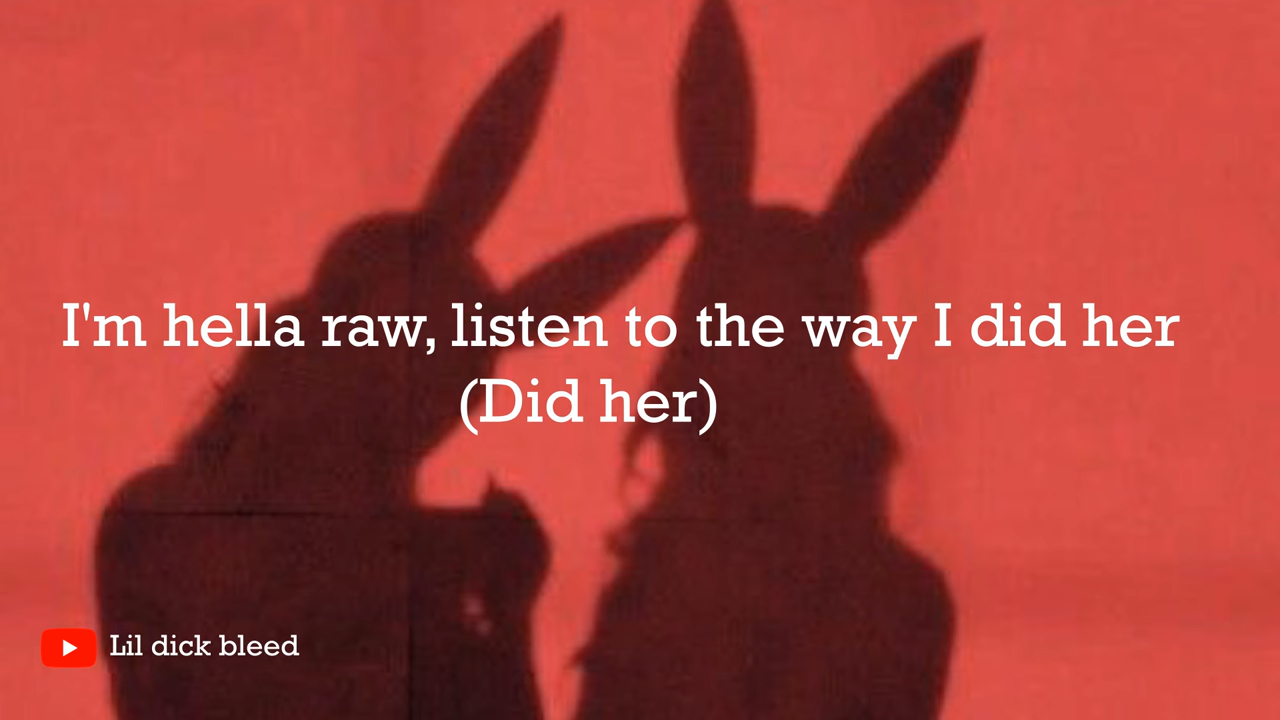 I'm hella raw, listen to the way I did her
(Did her)
Lil dick bleed